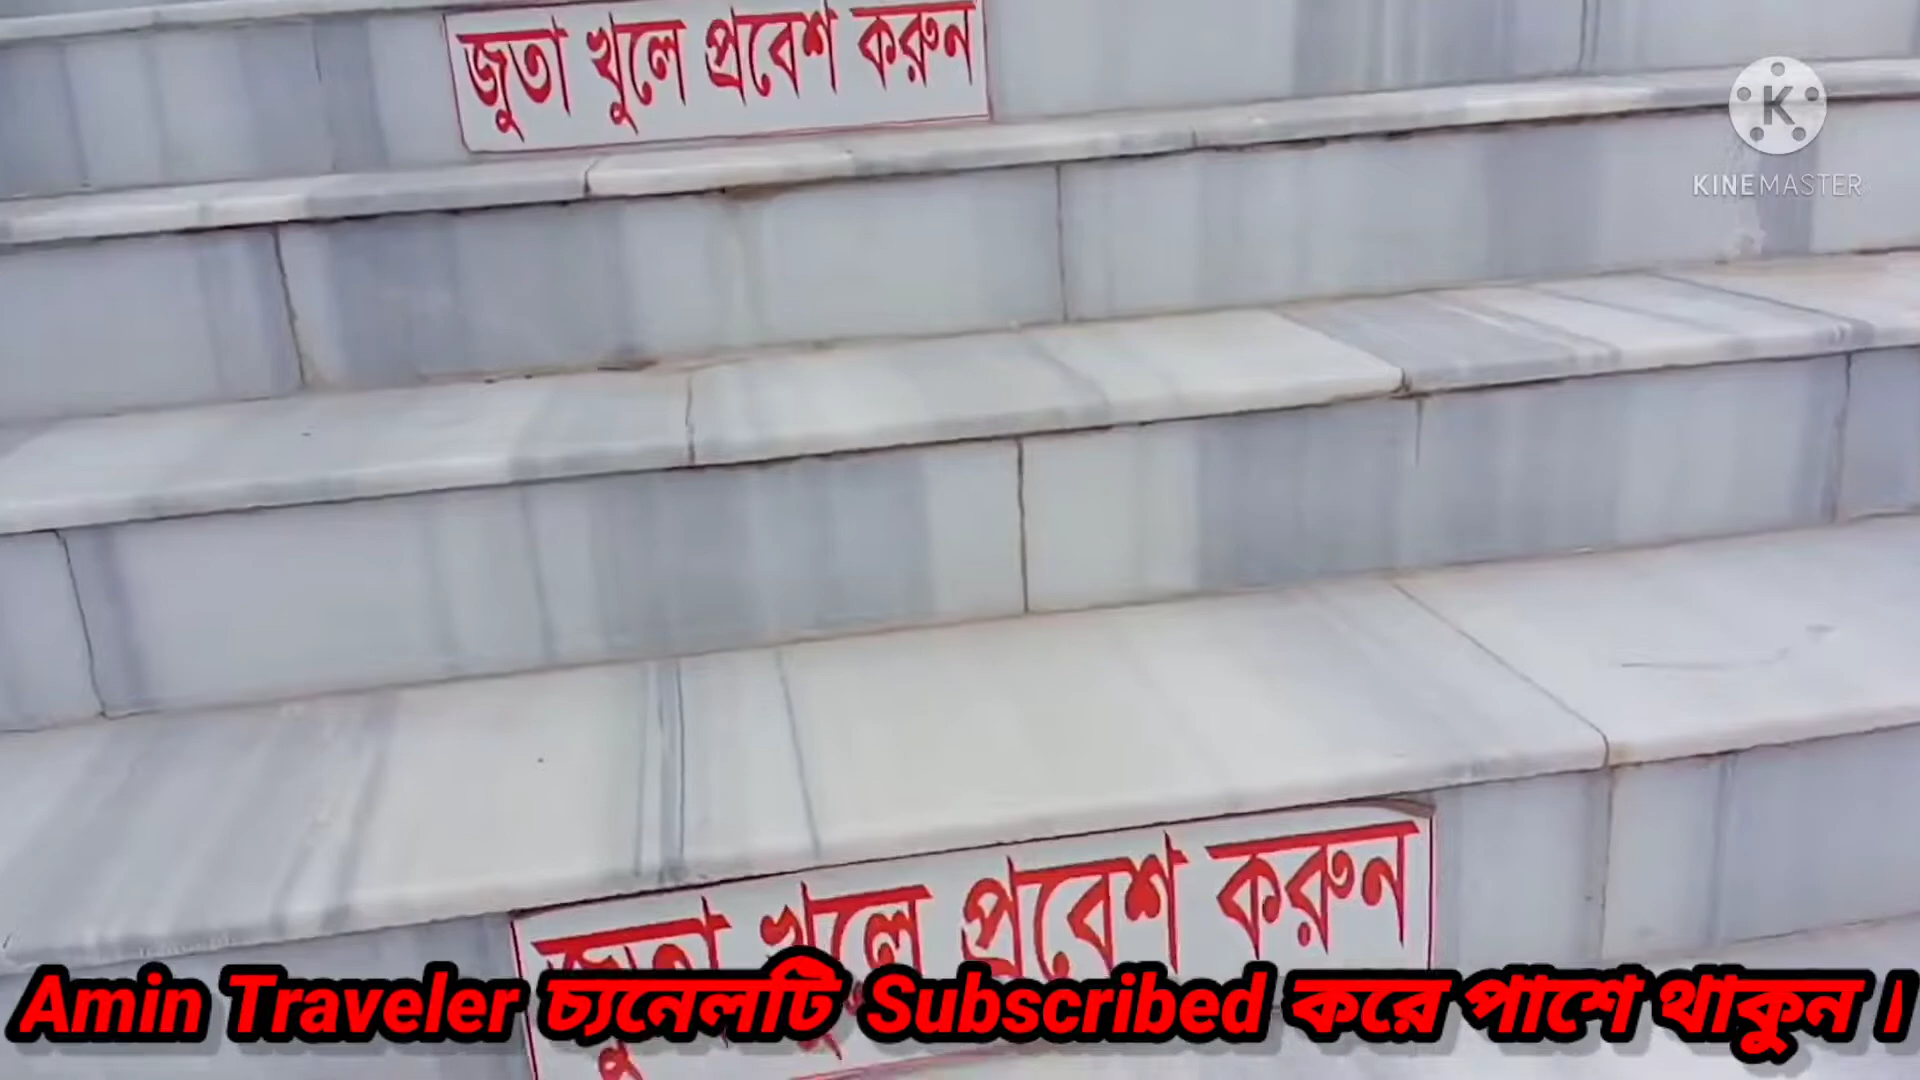 জুতা খুলে প্রবেশ করুন
KINEMASTER
জুতা খুলে প্রবেশ করুন
Amin Traveler চ্যনেলটি Subscribed করে পাশে থাকুন।